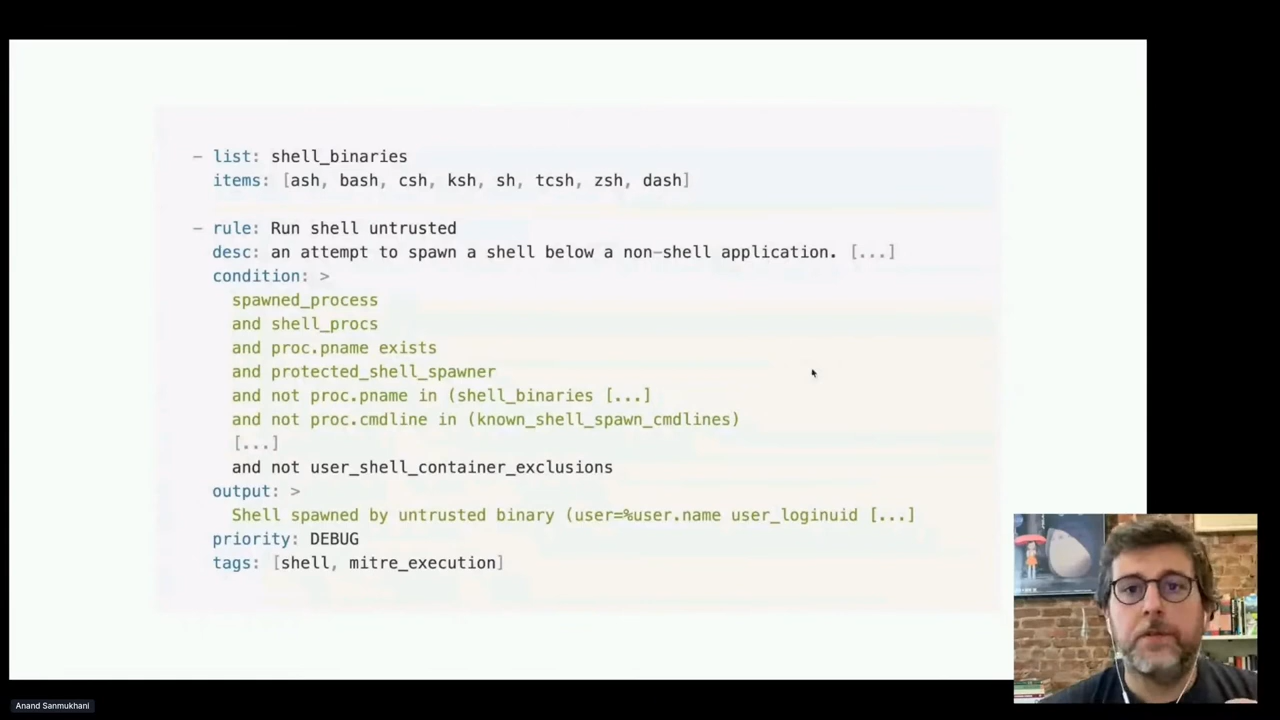 - list: shell_binaries
items: [ash, bash, csh, ksh, sh, tcsh, zsh, dash]
- rule: Run shell untrusted
desc: an attempt to spawn a shell below a non-shell application. [...]
condition: >
spawned_process
and shell_procs
and proc.pname exists
and protected_shell_spawner
and not proc.pname in (shell_binaries [...]
and not proc.cmdline in (known_shell_spawn_cmdlines)
[...]
and not user_shell_container_exclusions
output: >
Shell spawned by untrusted binary (user=%user.name user_loginuid [...]
priority: DEBUG
tags: [shell, mitre_execution]
Anand Sanmukhani